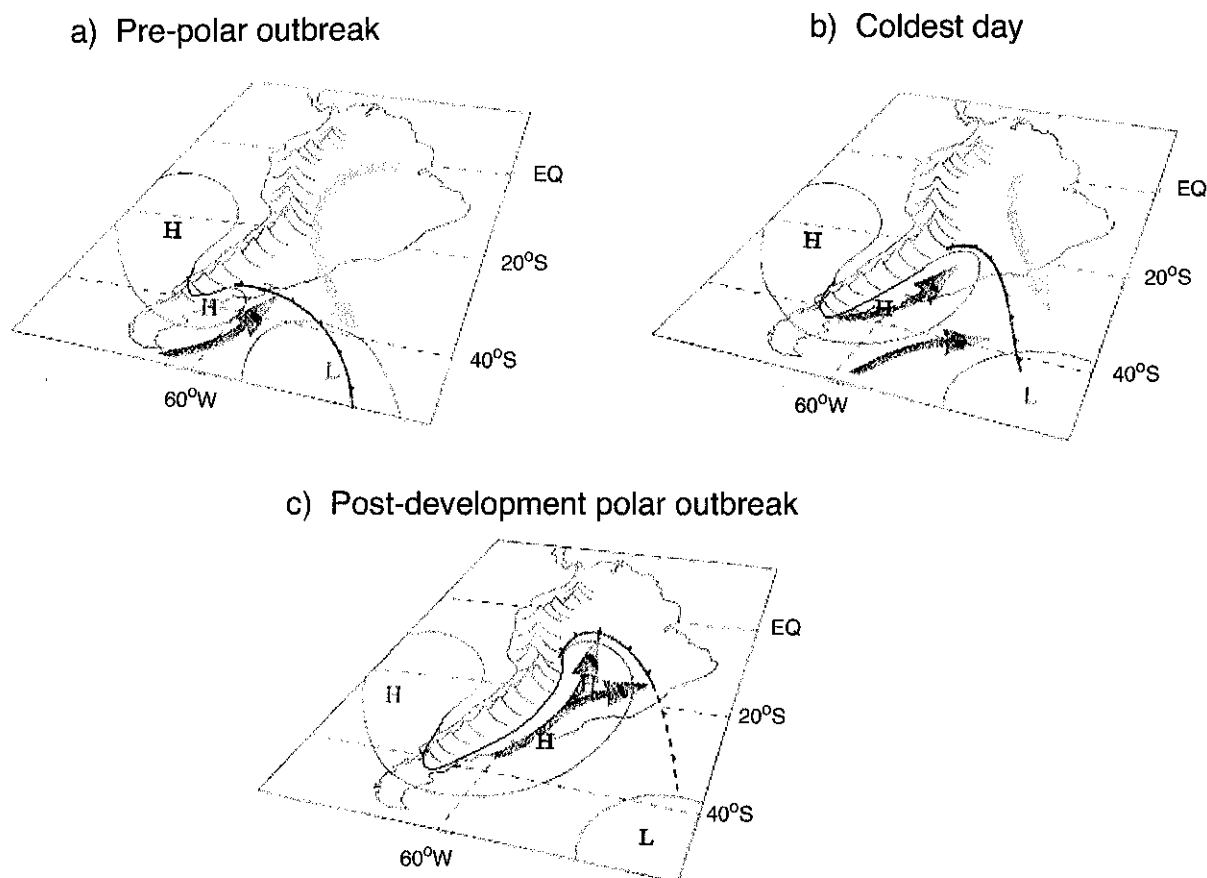 a) Pre-polar outbreak
H
H
L
EQ
20°S
40°S
60°W
b) Coldest day
H
H
L
EQ
20°S
40°S
60°W
c) Post-development polar outbreak
H
H
L
EQ
20°S
40°S
60°W